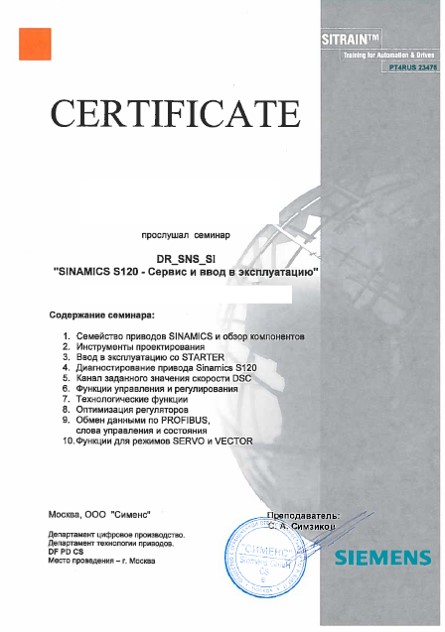 SITRAIN™
Training for Automation & Drives
PT4RUS 23476
CERTIFICATE
прослушал семинар
DR_SNS_SI
"SINAMICS S120 - Сервис и ввод в эксплуатацию"
Содержание семинара:
1. Семейство приводов SINAMICS и обзор компонентов
2. Инструменты проектирования
3. Ввод в эксплуатацию со STARTER
4. Диагностирование привода Sinamics S120
5. Канал заданного значения скорости DSC
6. Функции управления и регулирования
7. Технологические функции
8. Оптимизация регуляторов
9. Обмен данными по PROFIBUS,
слова управления и состояния
10. Функции для режимов SERVO и VECTOR
Москва, ООО "Сименс"
Преподаватель:
С. А. Симзиков
Департамент цифровое производство.
Департамент технологии приводов.
DF PD CS
Место проведения – г. Москва
"СИМЕНС"
SIEMENS